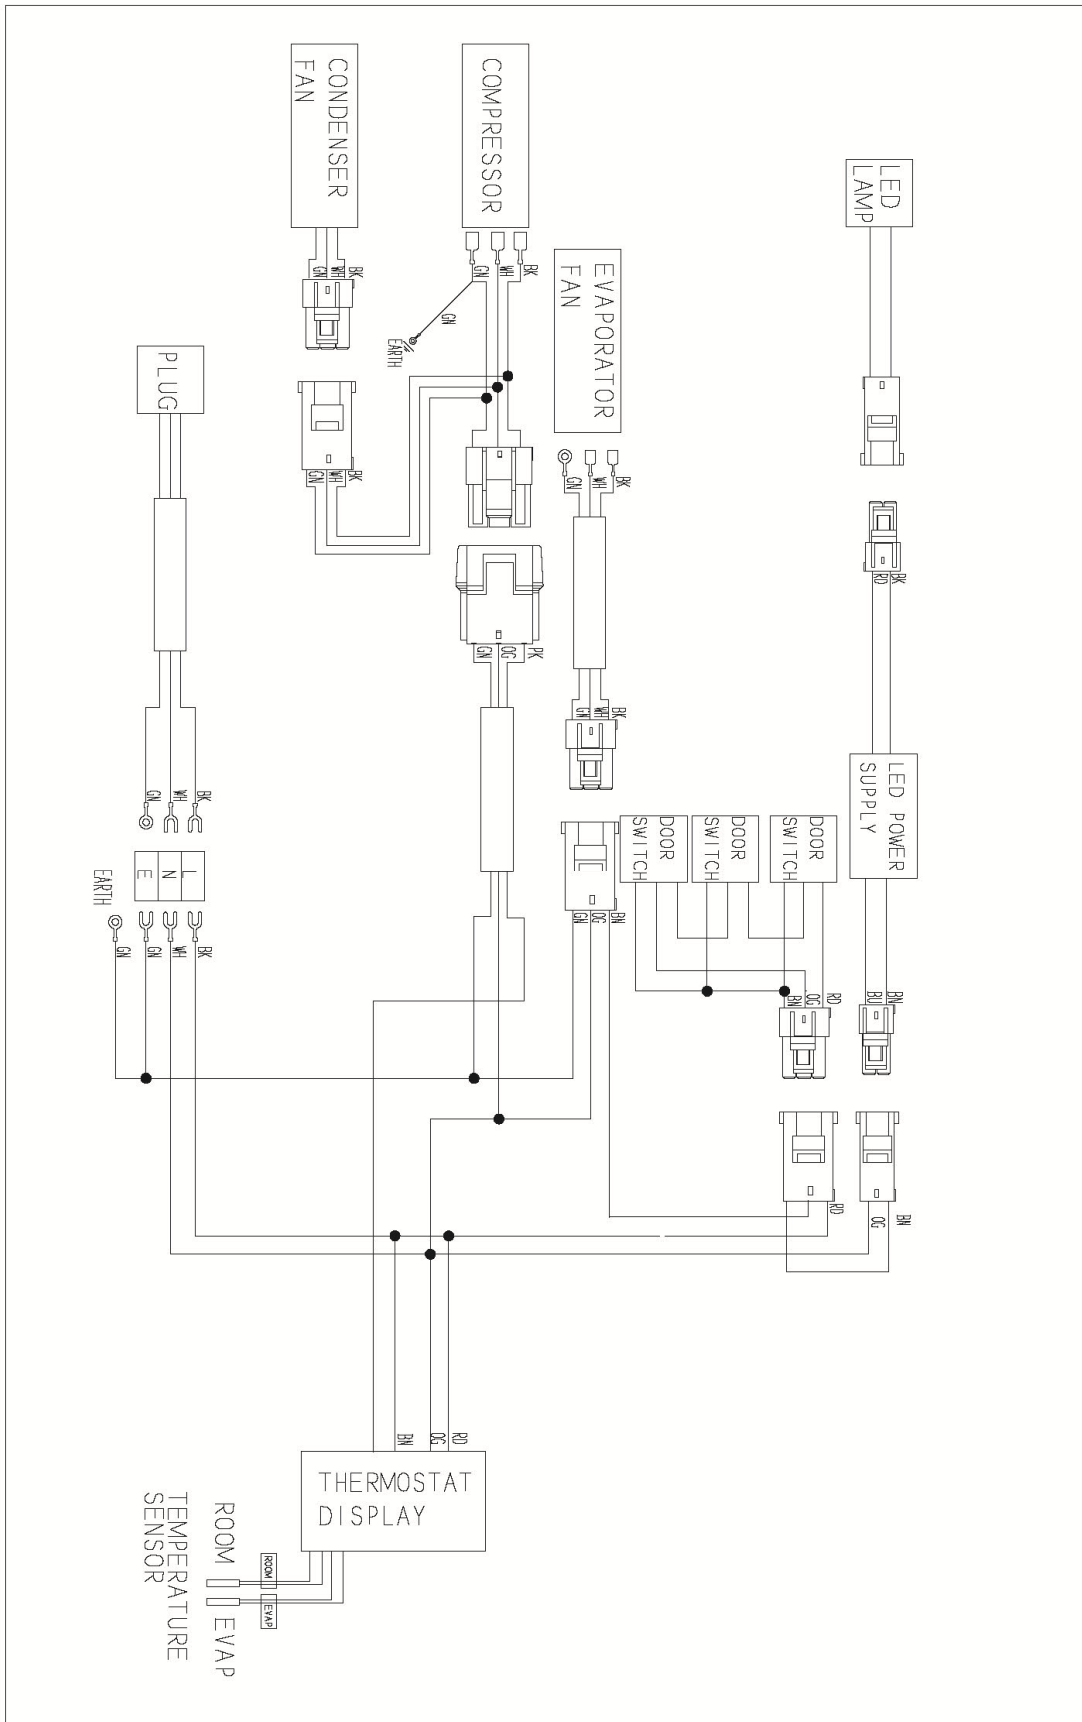 CONDENSER
FAN
COMPRESSOR
LED
LAMP
GN
WH
BK
GN
WH
BK
GN
EARTH
EVAPORATOR
FAN
PLUG
GN
WH
BK
GN
WH
BK
RD
BK
GN
OG
PK
GN
WH
BK
LED POWER
SUPPLY
GN
WH
BK
DOOR
SWITCH
DOOR
SWITCH
DOOR
SWITCH
L
N
E
EARTH
GN
GN
WH
BK
GN
OG
BN
BN
OG
RD
BU
BN
RD
OG
BN
BN
OG
RD
THERMOSTAT
DISPLAY
ROOM
EVAP
ROOM
EVAP
TEMPERATURE
SENSOR